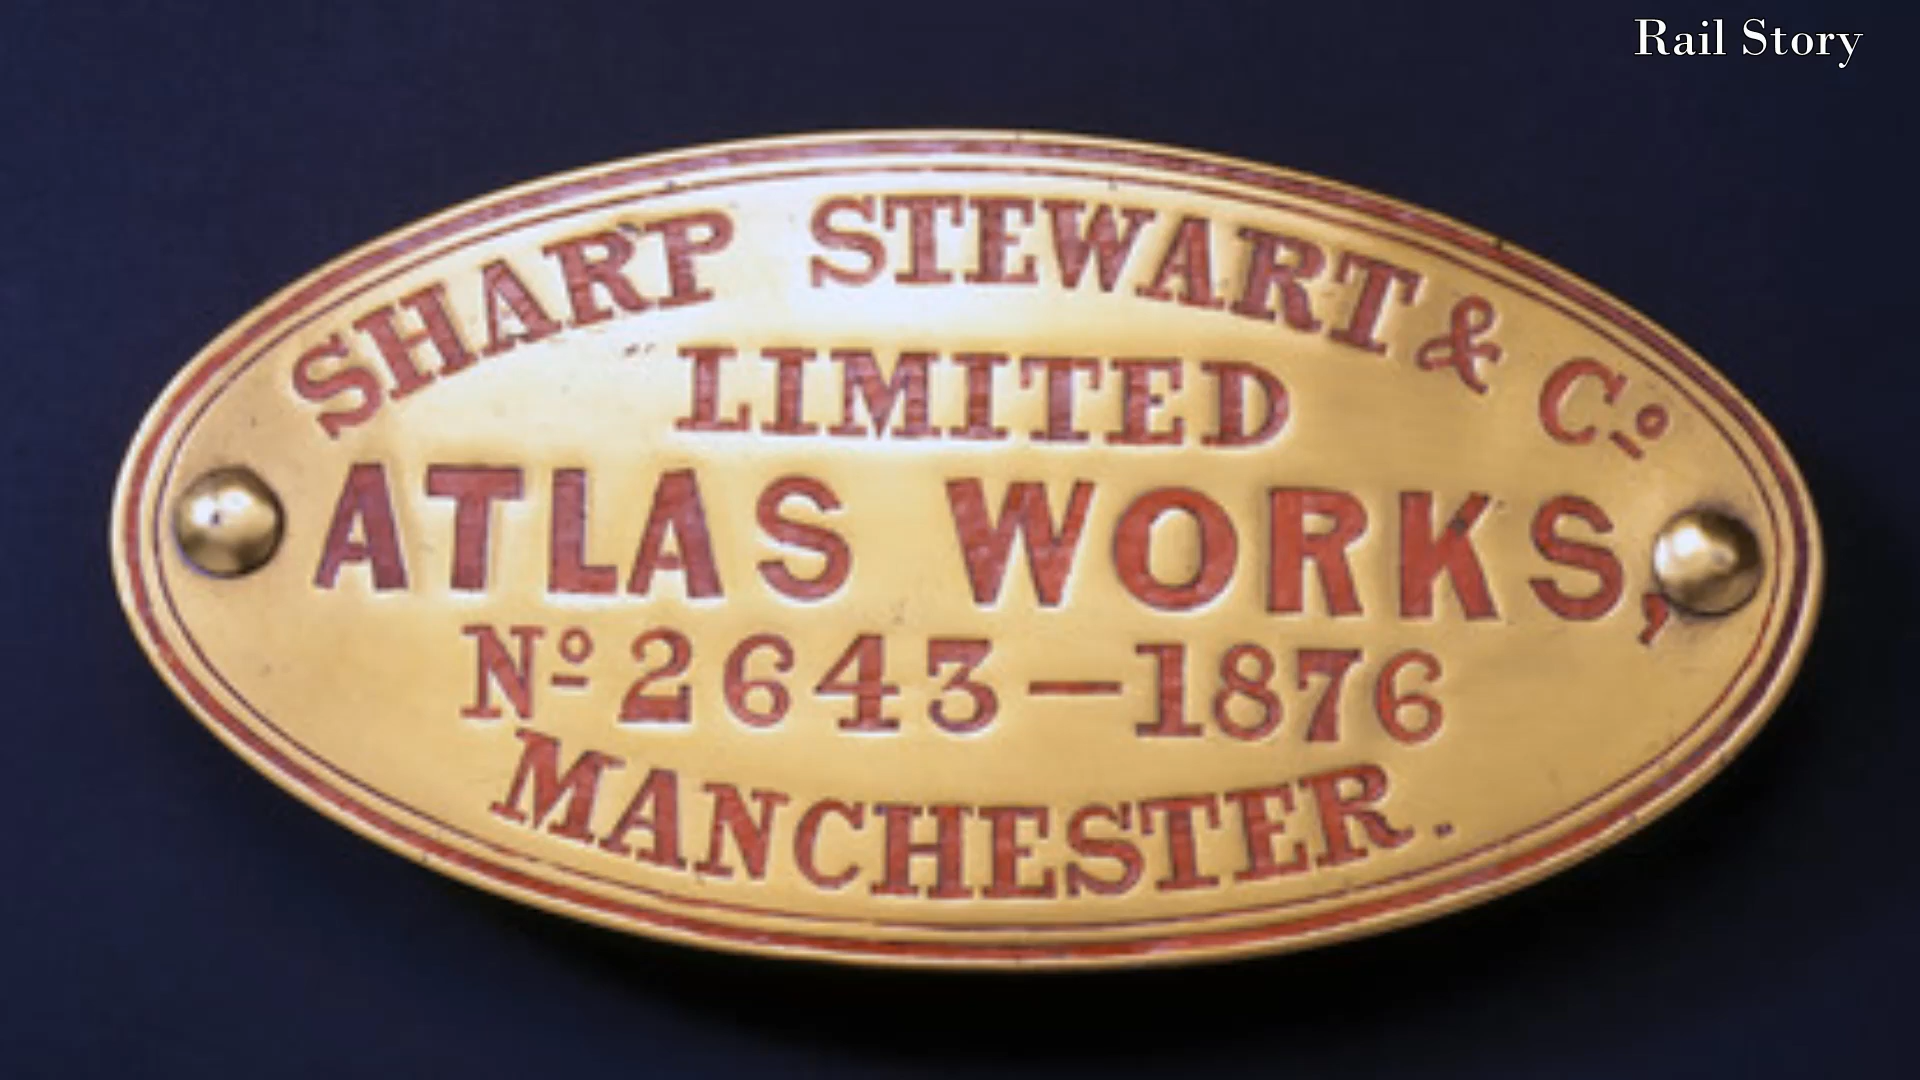 Rail Story
SHARP STEWART & Cº
LIMITED
ATLAS WORKS,
Nº 2643—1876
MANCHESTER.